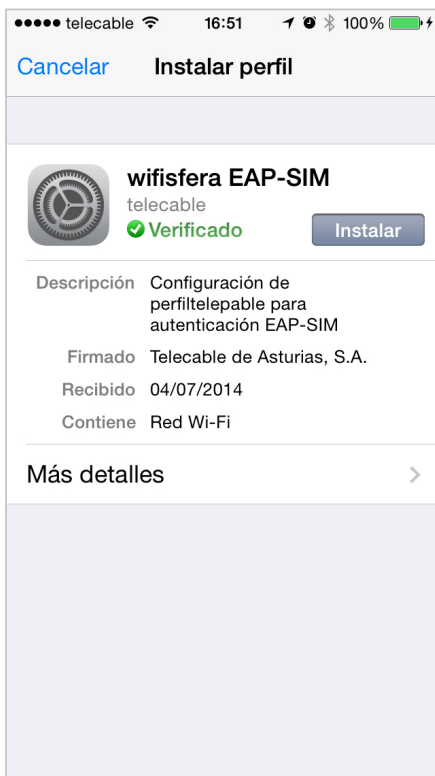 telecable 16:51 100%
Cancelar Instalar perfil
wifisfera EAP-SIM
telecable
Verificado Instalar
Descripción Configuración de
perfiltelepable para
autenticación EAP-SIM
Firmado Telecable de Asturias, S.A.
Recibido 04/07/2014
Contiene Red Wi-Fi
Más detalles